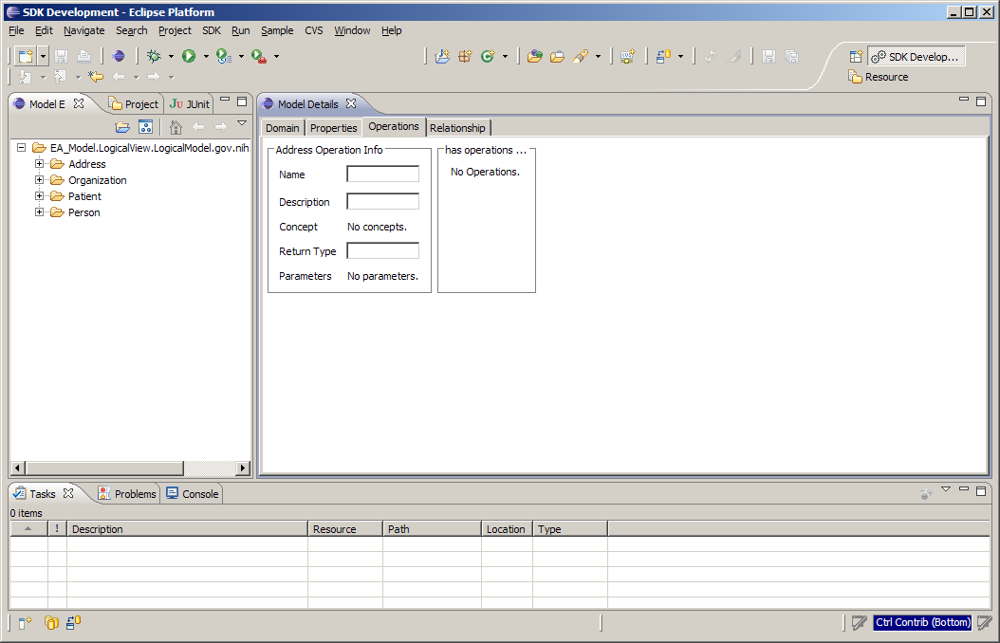 SDK Development - Eclipse Platform
File Edit Navigate Search Project SDK Run Sample CVS Window Help
SDK Develop...
Resource
Model E Project JU JUnit
Model Details
Domain Properties Operations Relationship
EA_Model.LogicalView.LogicalModel.gov.nih.
Address
Organization
Patient
Person
Address Operation Info
Name
Description
Concept No concepts.
Return Type
Parameters No parameters.
has operations ...
No Operations.
Tasks Problems Console
0 items
! Description Resource Path Location Type
Ctrl Contrib (Bottom)